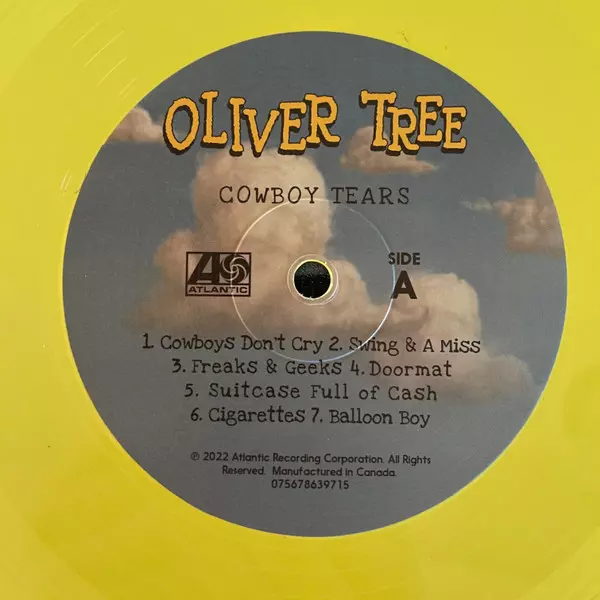 OLIVER TREE
COWBOY TEARS
ATLANTIC
SIDE
A
1. Cowboys Don't Cry 2. Swing & A Miss
3. Freaks & Geeks 4. Doormat
5. Suitcase Full of Cash
6. Cigarettes 7. Balloon Boy
℗ 2022 Atlantic Recording Corporation. All Rights
Reserved. Manufactured in Canada.
075678639715